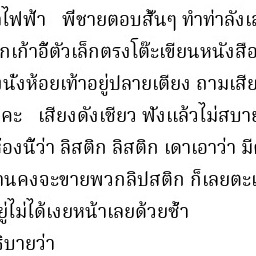 ไฟฟ้า พี่ชายตอบสั้นๆ ทำท่าลังเ
กเก้าอี้ตัวเล็กตรงโต๊ะเขียนหนังสือ
นั่งห้อยเท้าอยู่ปลายเตียง ถามเสีย
คะ เสียงดังเชียว ฟังแล้วไม่สบาย
องนี้ว่า ลิสติก ลิสติก เดาเอาว่า มี
านคงจะขายพวกลิปสติก ก็เลยตะเ
ยู่ไม่ได้เงยหน้าเลยด้วยซ้ำ
ธิบายว่า